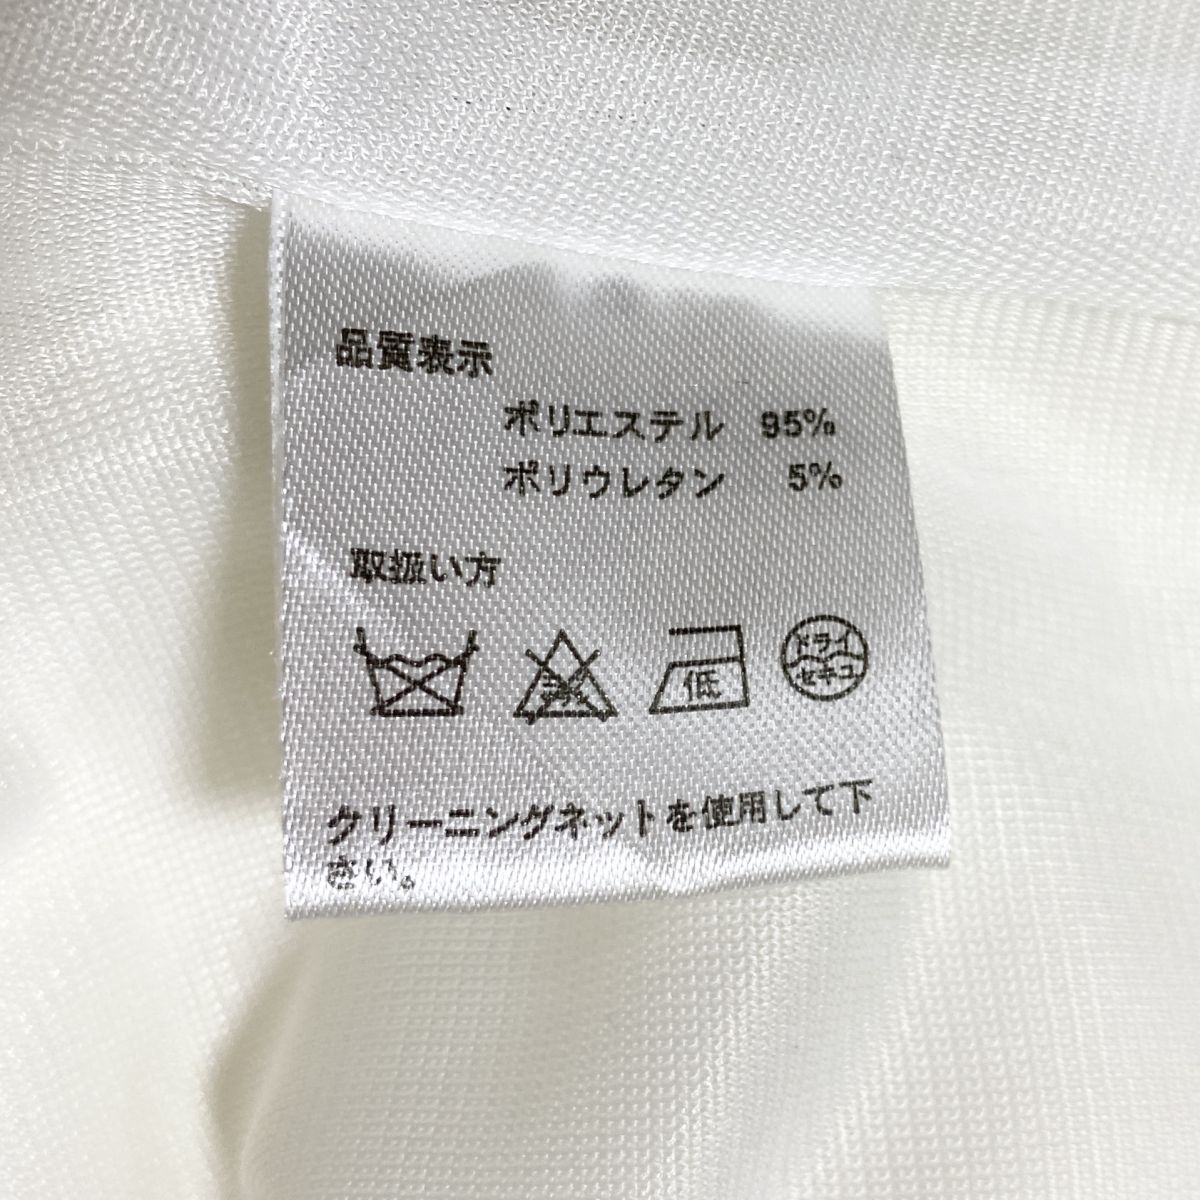 品質表示
ポリエステル 95%
ポリウレタン 5%
取扱い方
低
ドライ
セキユ
クリーニングネットを使用して下
さい。